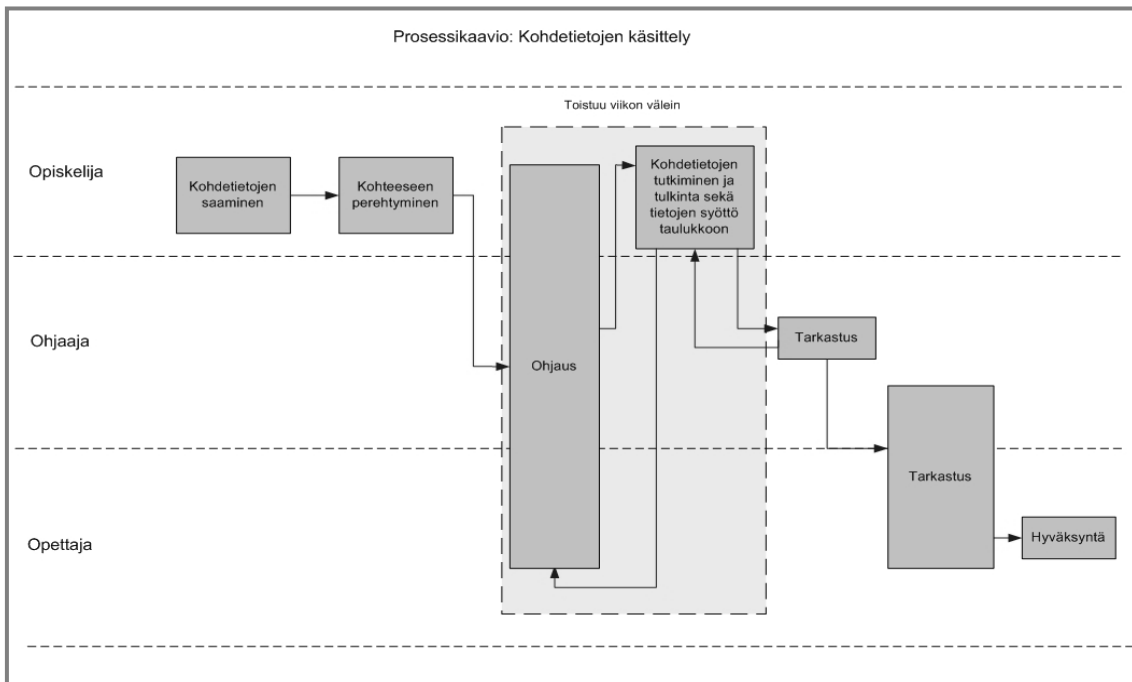 Prosessikaavio: Kohdetietojen käsittely
Toistuu viikon välein
Opiskelija
Kohdetietojen
saaminen
Kohteeseen
perehtyminen
Kohdetietojen
tutkiminen ja
tulkinta sekä
tietojen syöttö
taulukkoon
Ohjaaja
Ohjaus
Tarkastus
Opettaja
Tarkastus
Hyväksyntä